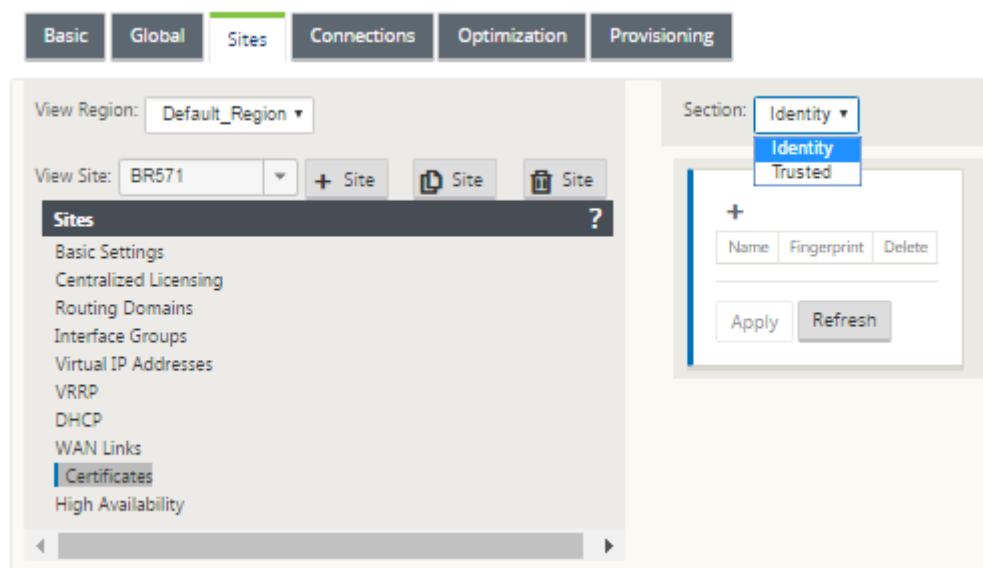 Basic Global Sites Connections Optimization Provisioning
View Region: Default_Region
Section: Identity
Identity
Trusted
View Site: BR571 + Site Site Site
Sites ?
Basic Settings
Centralized Licensing
Routing Domains
Interface Groups
Virtual IP Addresses
VRRP
DHCP
WAN Links
Certificates
High Availability
+
Name Fingerprint Delete
Apply Refresh